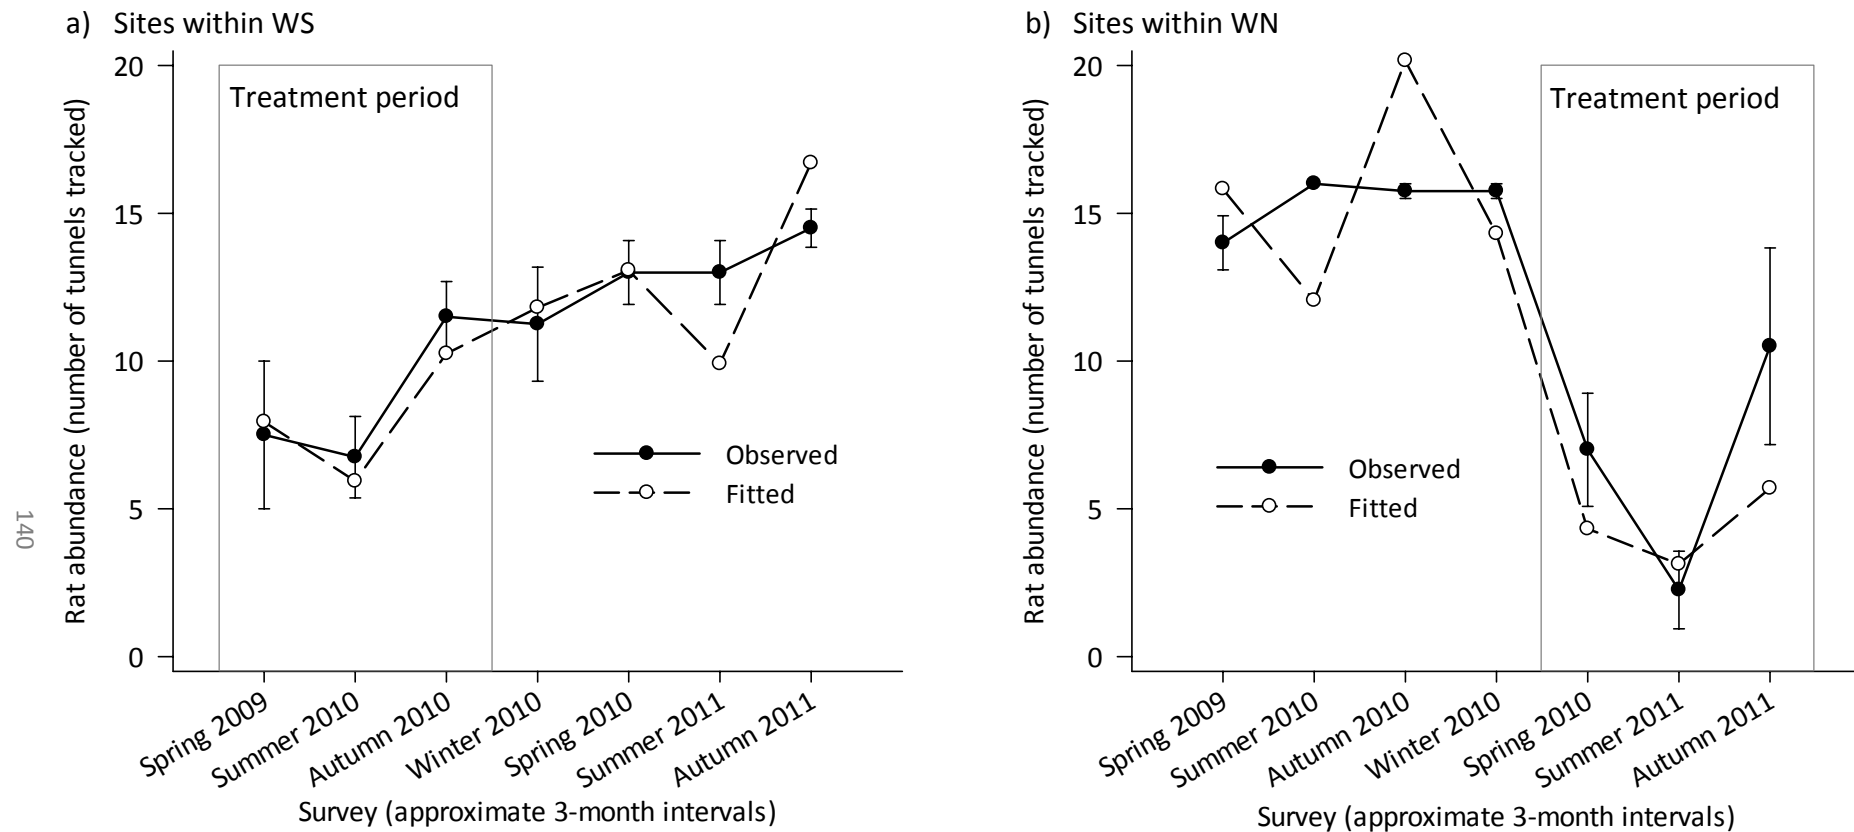 a) Sites within WS
20
15
10
5
0
Rat abundance (number of tunnels tracked)
Treatment period
Observed
Fitted
Spring 2009
Summer 2010
Autumn 2010
Winter 2010
Spring 2010
Summer 2011
Autumn 2011
Survey (approximate 3-month intervals)
b) Sites within WN
20
15
10
5
0
Rat abundance (number of tunnels tracked)
Treatment period
Observed
Fitted
Spring 2009
Summer 2010
Autumn 2010
Winter 2010
Spring 2010
Summer 2011
Autumn 2011
Survey (approximate 3-month intervals)
140